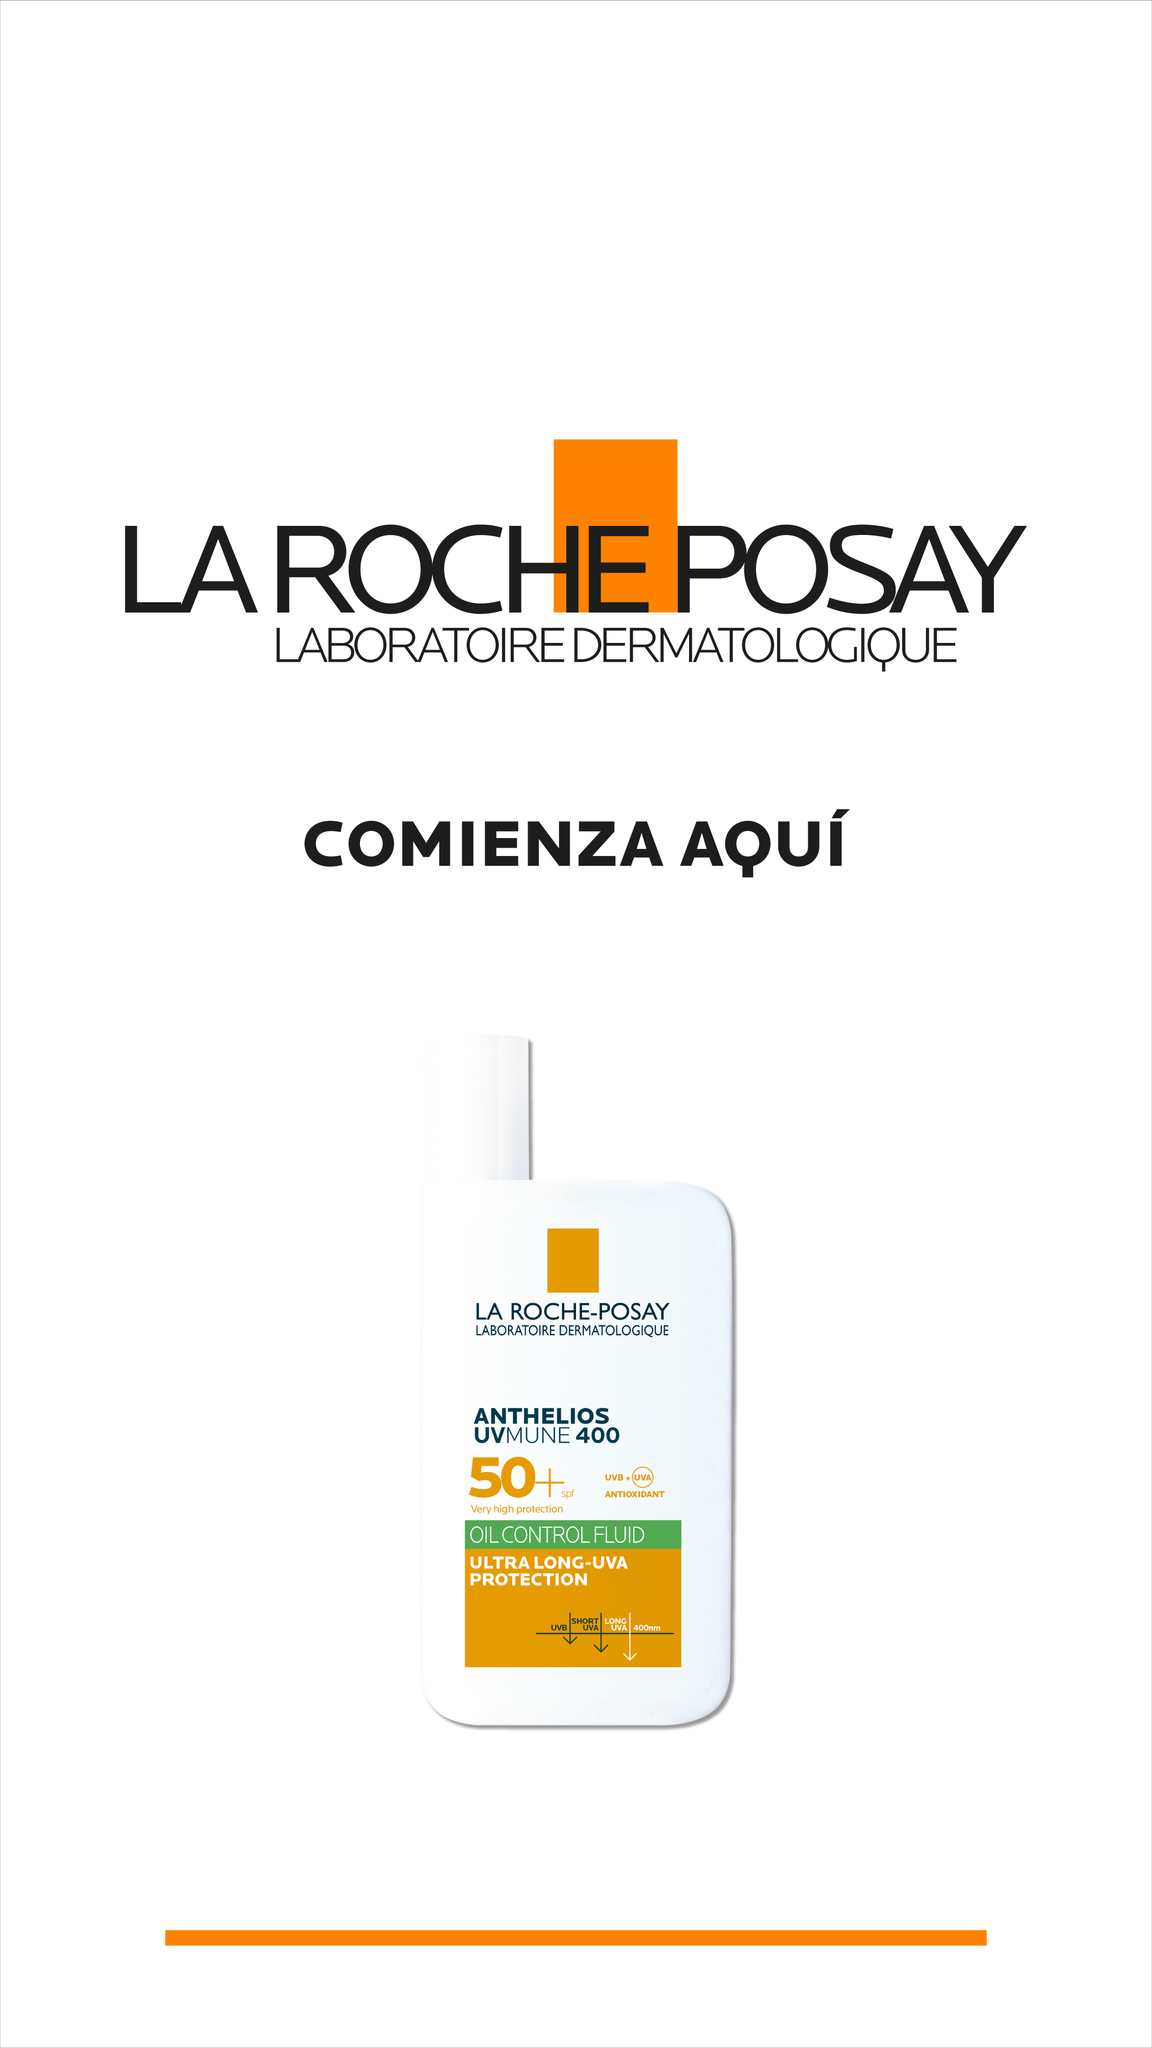 LA ROCHE POSAY
LABORATOIRE DERMATOLOGIQUE
COMIENZA AQUÍ
LA ROCHE-POSAY
LABORATOIRE DERMATOLOGIQUE
ANTHELIOS
UVMUNE 400
50+ spf
Very high protection
UVB + UVA
ANTIOXIDANT
OIL CONTROL FLUID
ULTRA LONG-UVA
PROTECTION
UVB
SHORT
UVA
LONG
UVA
400nm